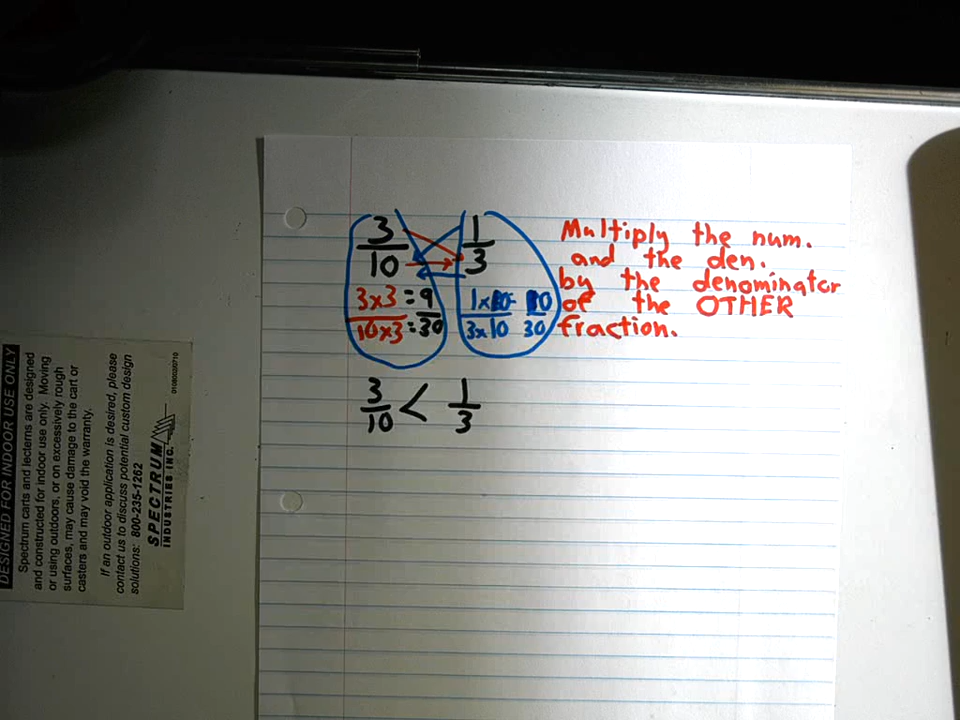 3/10 1/3
3x3 = 9
10x3 = 30
1x10 = 10
3x10 30
Multiply the num.
and the den.
by the denominator
of the OTHER
fraction.
3/10 < 1/3
DESIGNED FOR INDOOR USE ONLY
Spectrum carts and lecterns are designed
and constructed for indoor use only. Moving
or using outdoors, or on excessively rough
surfaces, may cause damage to the cart or
casters and may void the warranty.
If an outdoor application is desired, please
contact us to discuss potential custom design
solutions: 800-235-1262
SPECTRUM
INDUSTRIES INC.